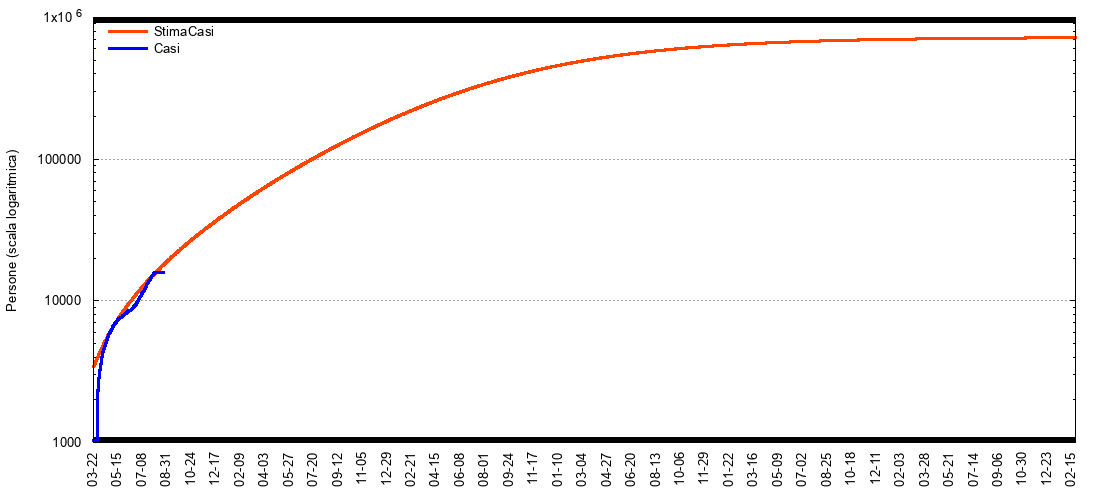 1x10 6
StimaCasi
Casi
100000
10000
1000
Persone (scala logaritmica)
03-22 05-15 07-08 08-31 10-24 12-17 02-09 04-03 05-27 07-20 09-12 11-05 12-29 02-21 04-15 06-08 08-01 09-24 11-17 01-10 03-04 04-27 06-20 08-13 10-06 11-29 01-22 03-16 05-09 07-02 08-25 10-18 12-11 02-03 03-28 05-21 07-14 09-06 10-30 12-23 02-15